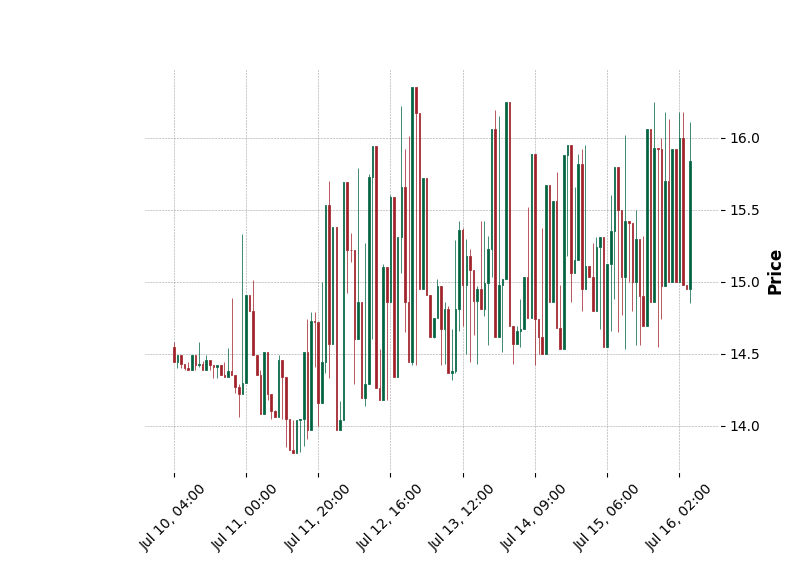 16.0
15.5
15.0
14.5
14.0
Price
Jul 10, 04:00
Jul 11, 00:00
Jul 11, 20:00
Jul 12, 16:00
Jul 13, 12:00
Jul 14, 09:00
Jul 15, 06:00
Jul 16, 02:00